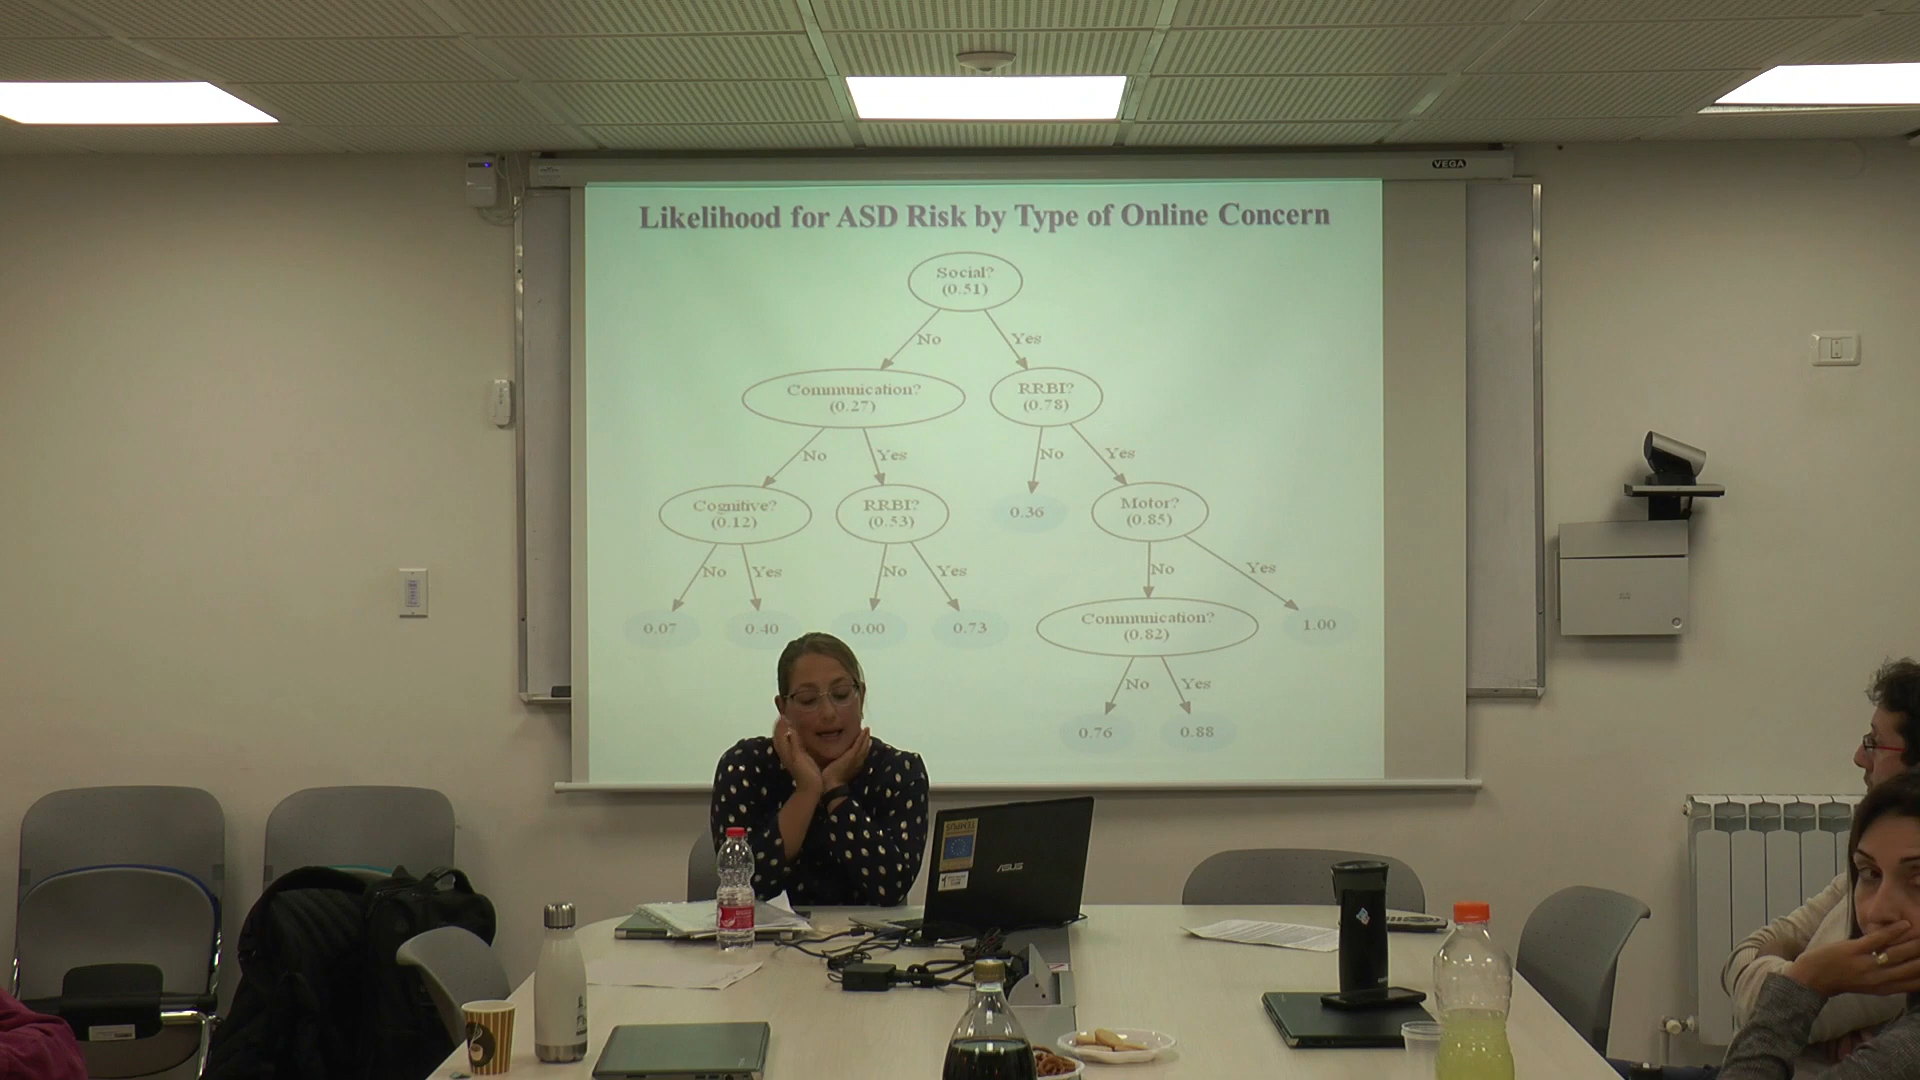 VEGA
Likelihood for ASD Risk by Type of Online Concern
Social?
(0.51)
No
Yes
Communication?
(0.27)
RRBI?
(0.78)
No
Yes
No
Yes
Cognitive?
(0.12)
RRBI?
(0.53)
0.36
Motor?
(0.85)
No
Yes
No
Yes
No
Yes
0.07
0.40
0.00
0.73
Communication?
(0.82)
1.00
No
Yes
0.76
0.88
TEMPUS
ASUS